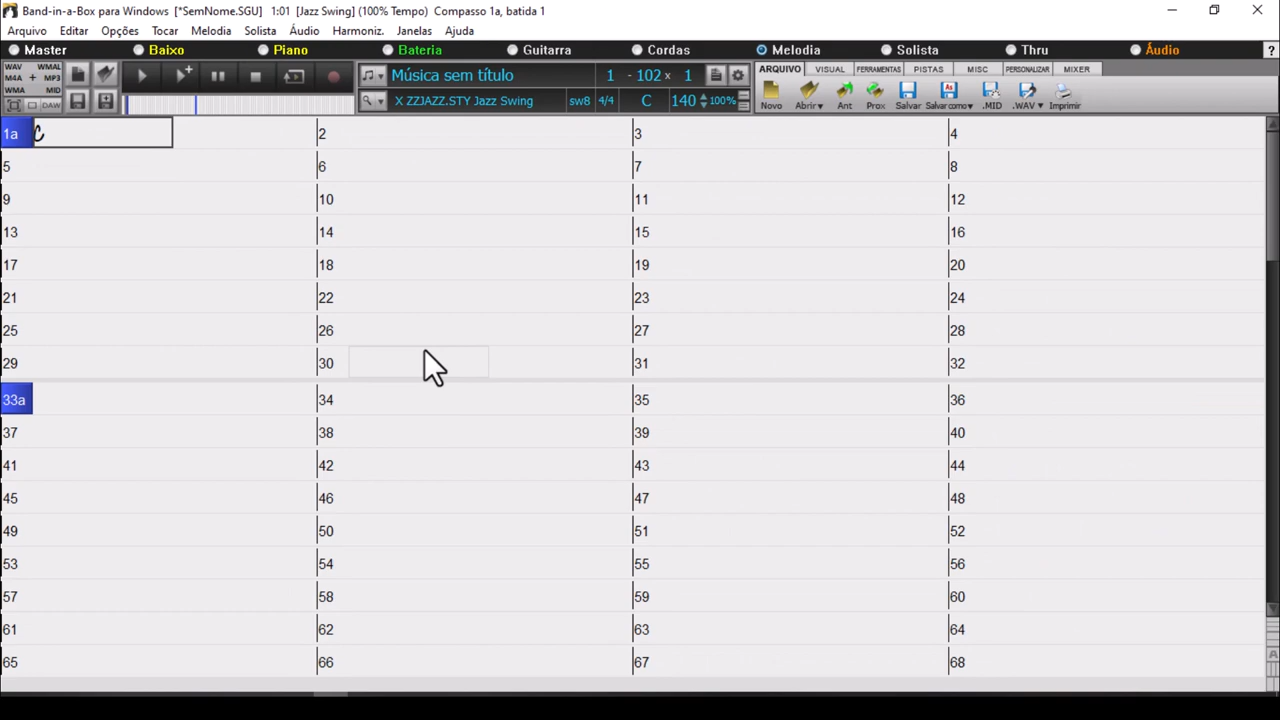 Band-in-a-Box para Windows [*SemNome.SGU] 1:01 [Jazz Swing] (100% Tempo) Compasso 1a, batida 1
Arquivo Editar Opções Tocar Melodia Solista Áudio Harmoniz. Janelas Ajuda
Master Baixo Piano Bateria Guitarra Cordas Melodia Solista Thru Áudio ?
WAV WMAL Música sem título 1 - 102 x 1 ARQUIVO VISUAL FERRAMENTAS PISTAS MISC PERSONALIZAR MIXER
M4A + MP3
WMA MID
DAW X ZZJAZZ.STY Jazz Swing sw8 4/4 C 140 100% Novo Abrir Ant Prox Salvar Salvar como .MID .WAV Imprimir
1a C 2 3 4
5 6 7 8
9 10 11 12
13 14 15 16
17 18 19 20
21 22 23 24
25 26 27 28
29 30 31 32
33a 34 35 36
37 38 39 40
41 42 43 44
45 46 47 48
49 50 51 52
53 54 55 56
57 58 59 60
61 62 63 64
65 66 67 68